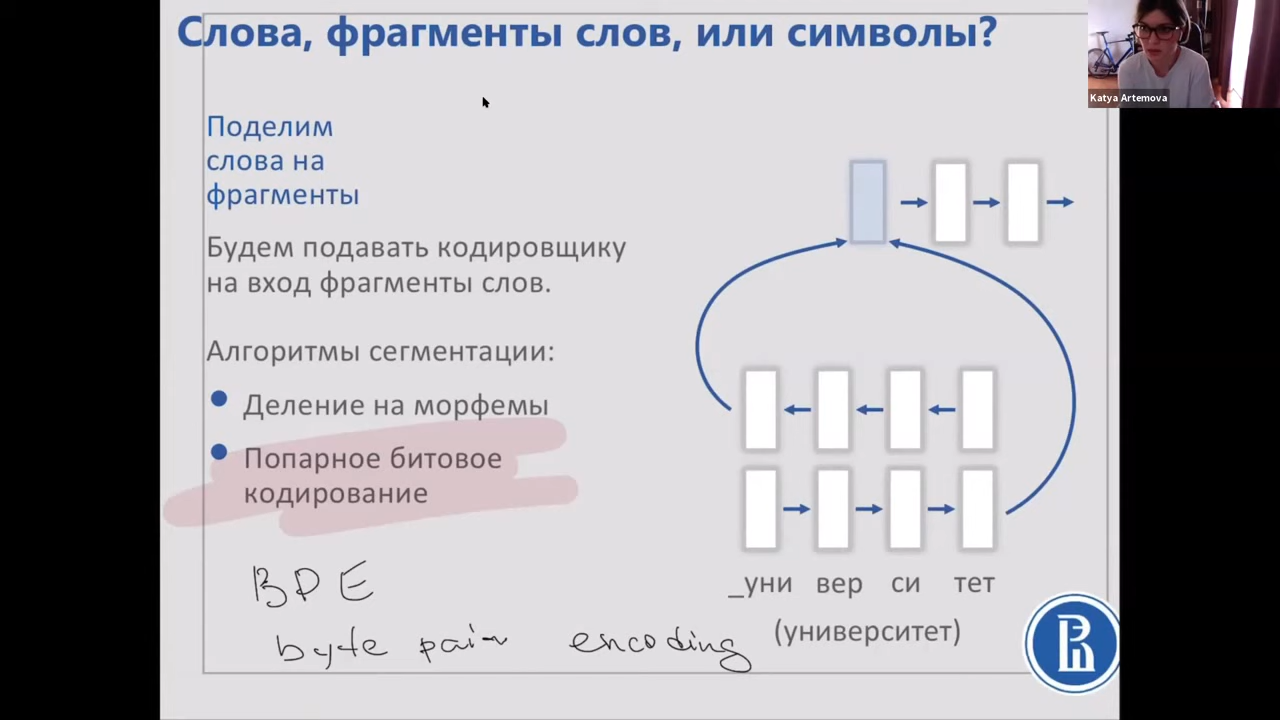 Слова, фрагменты слов, или символы?
Katya Artemova
Поделим
слова на
фрагменты
Будем подавать кодировщику
на вход фрагменты слов.
Алгоритмы сегментации:
Деление на морфемы
Попарное битовое
кодирование
BPE
byte pair encoding
_уни вер си тет
(университет)